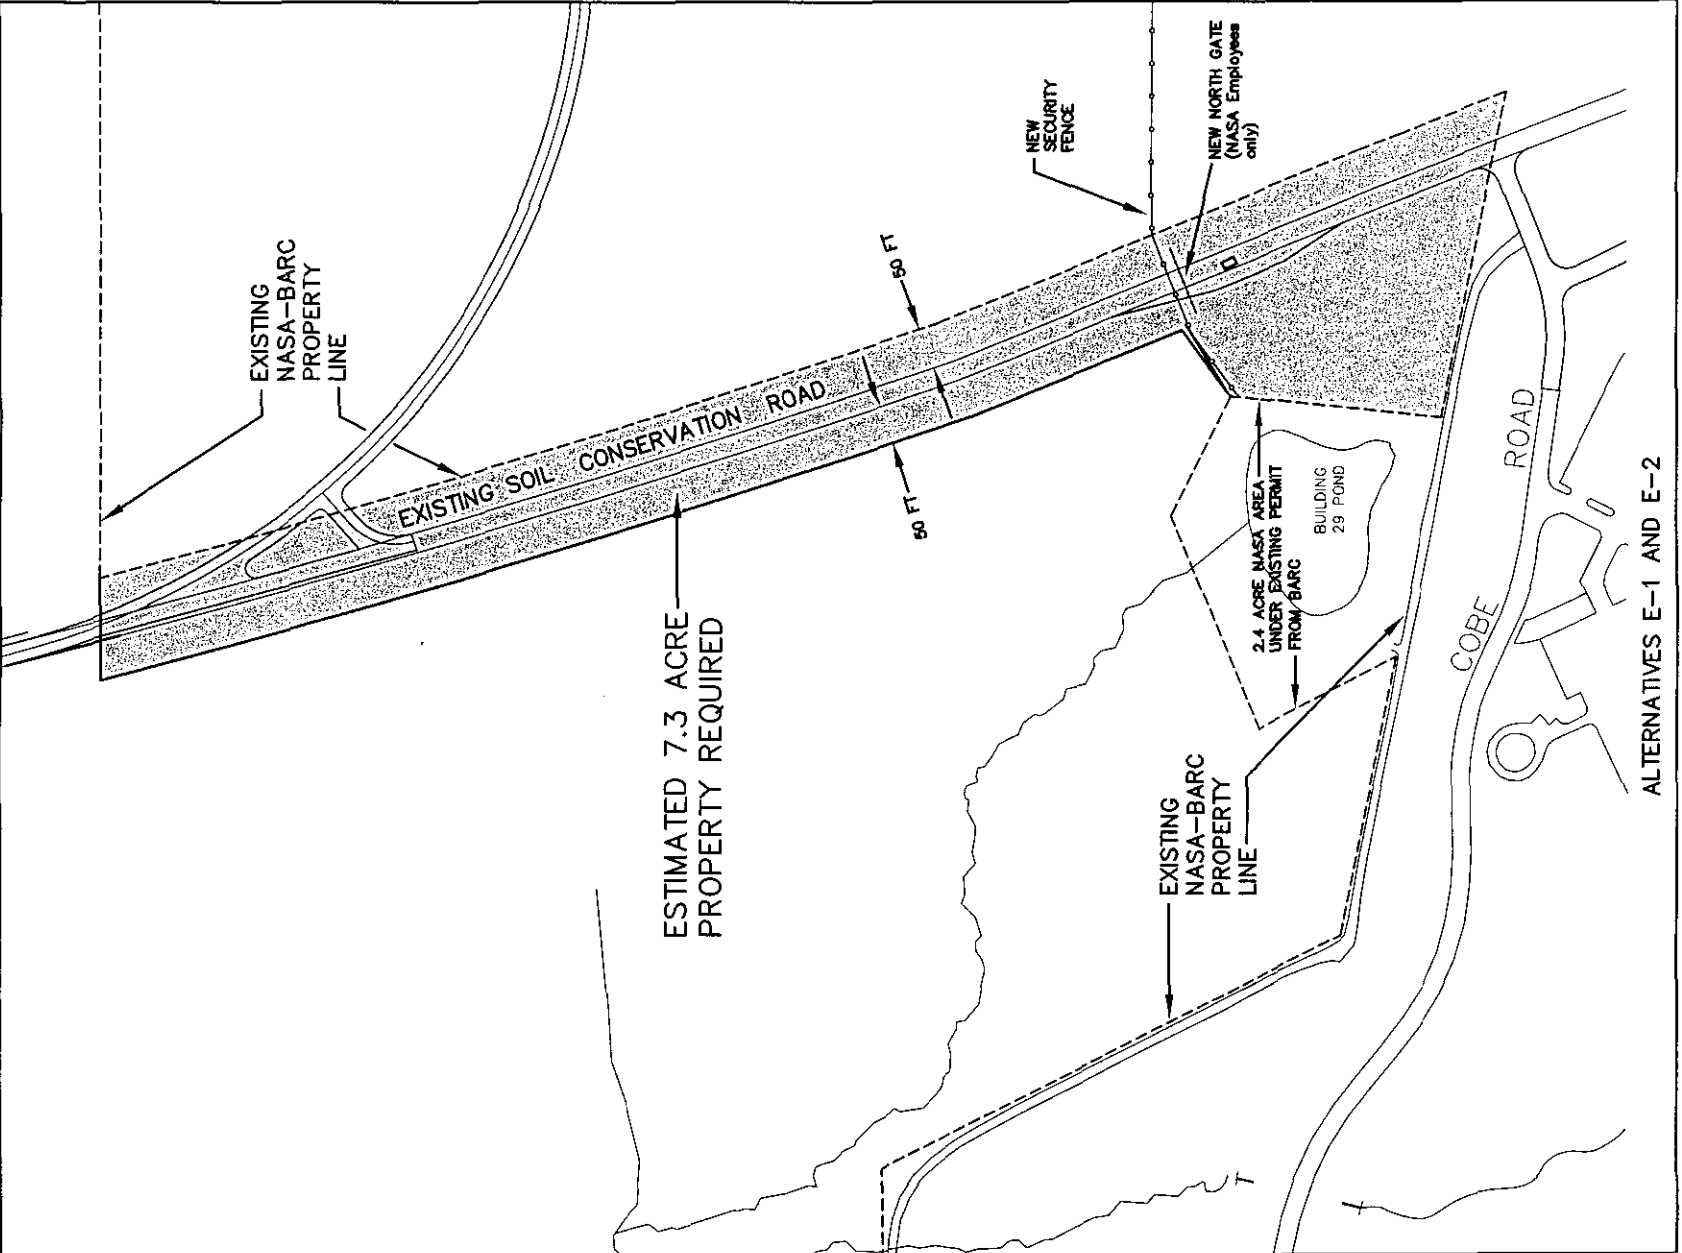 EXISTING
NASA-BARC
PROPERTY
LINE
NEW
SECURITY
FENCE
NEW NORTH GATE
(NASA Employees
only)
50 FT
EXISTING SOIL CONSERVATION ROAD
50 FT
ESTIMATED 7.3 ACRE
PROPERTY REQUIRED
2.4 ACRE NASA AREA
UNDER EXISTING PERMIT
FROM BARC
BUILDING
29 POND
EXISTING
NASA-BARC
PROPERTY
LINE
COBE ROAD
ALTERNATIVES E-1 AND E-2